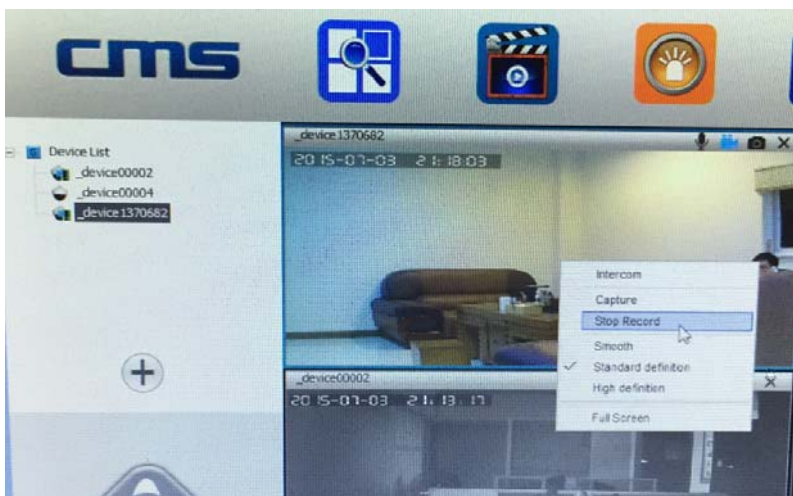 cms
Device List
_device00002
_device00004
_device1370682
_device1370682
2015-07-03 21:18:03
Intercom
Capture
Stop Record
Smooth
Standard definition
High definition
Full Screen
_device00002
2015-07-03 21:13:17